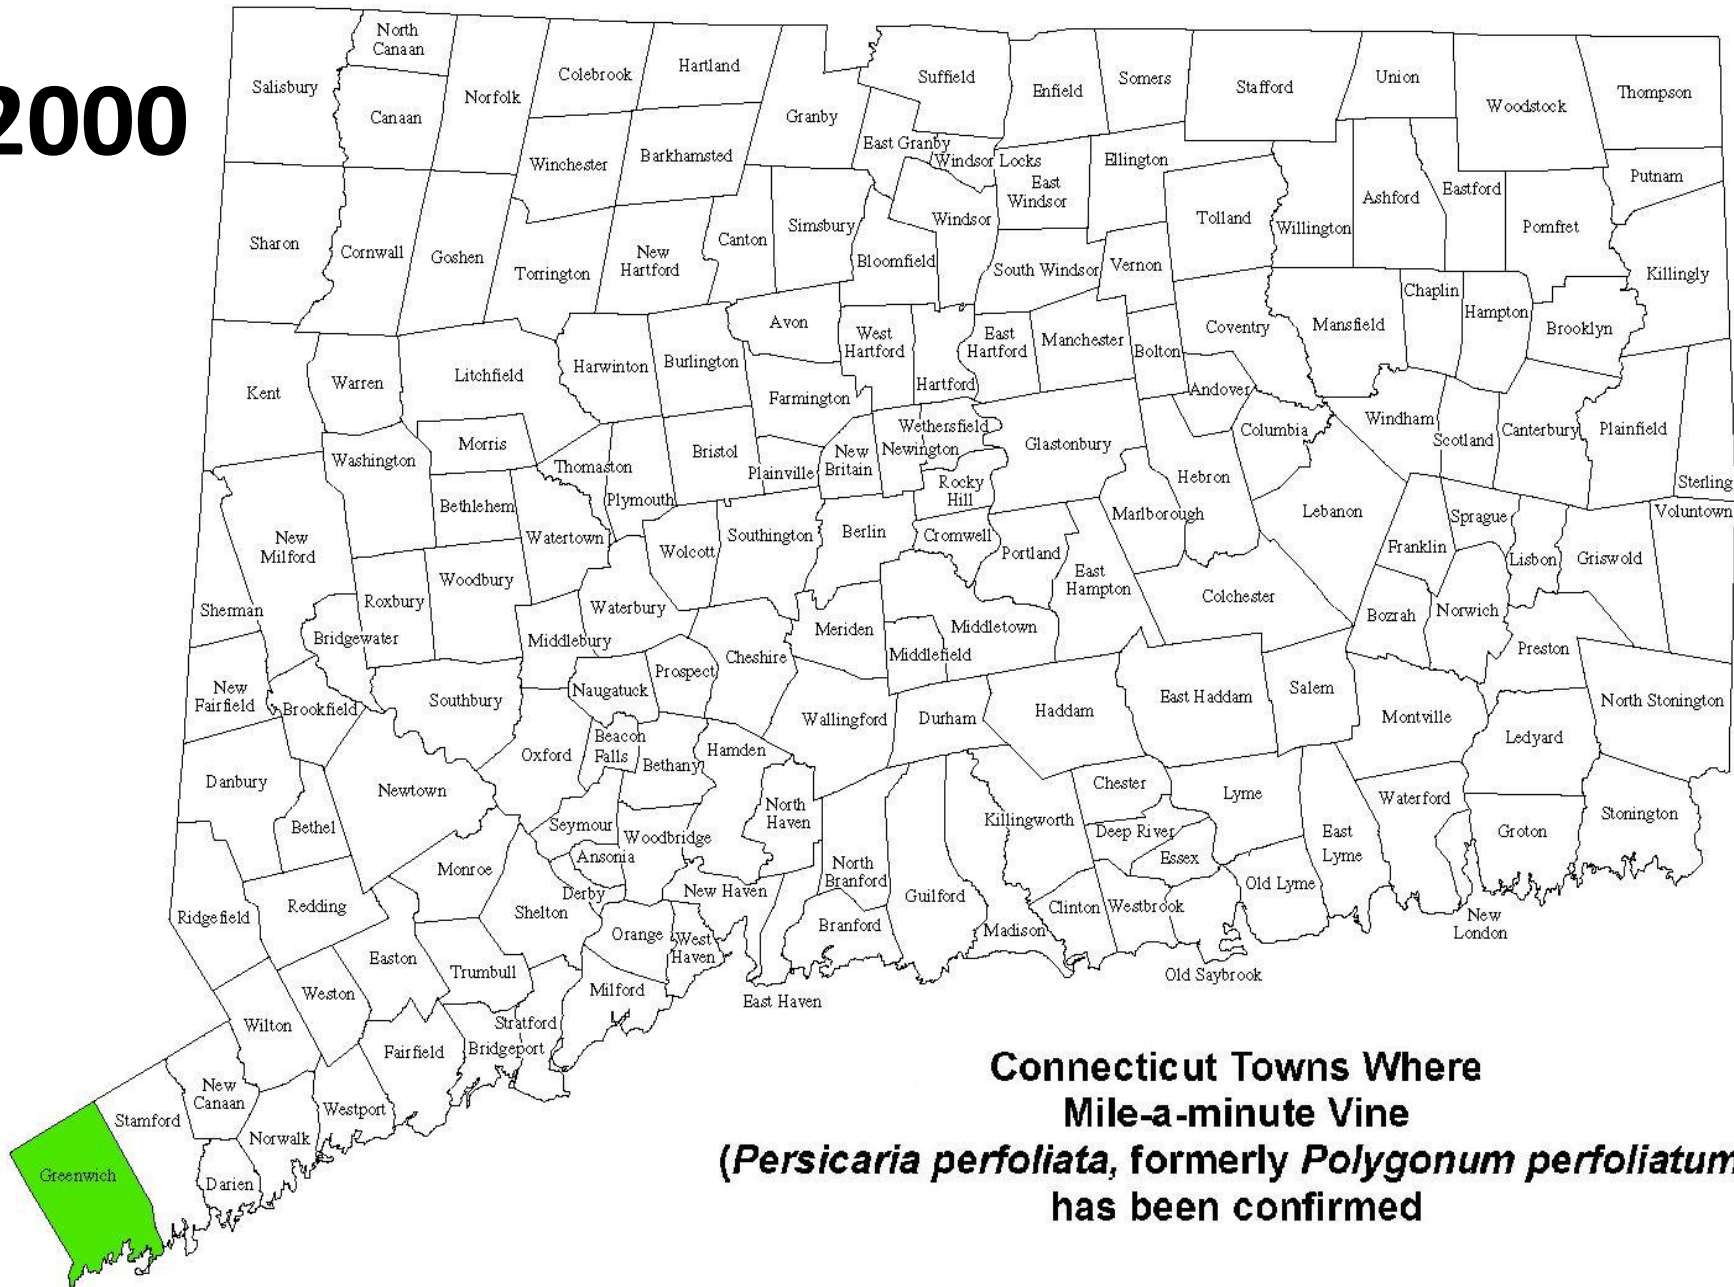 2000
North
Canaan
Salisbury
Canaan
Norfolk
Colebrook
Hartland
Granby
Suffield
Enfield
Somers
Stafford
Union
Woodstock
Thompson
Winchester
Barkhamsted
East Granby
Windsor Locks
East
Windsor
Ellington
Tolland
Willington
Ashford
Eastford
Pomfret
Putnam
Killingly
Sharon
Cornwall
Goshen
Torrington
New
Hartford
Canton
Simsbury
Bloomfield
Windsor
South Windsor
Vernon
Kent
Warren
Litchfield
Harwinton
Burlington
Avon
West
Hartford
Hartford
East
Hartford
Manchester
Bolton
Coventry
Mansfield
Chaplin
Hampton
Brooklyn
Farmington
Andover
Morris
Washington
Thomaston
Bristol
Plainville
New
Britain
Newington
Wethersfield
Glastonbury
Hebron
Columbia
Windham
Scotland
Canterbury
Plainfield
Sterling
New
Milford
Bethlehem
Watertown
Plymouth
Wolcott
Southington
Berlin
Rocky
Hill
Cromwell
Portland
East
Hampton
Marlborough
Lebanon
Franklin
Sprague
Lisbon
Griswold
Voluntown
Sherman
Bridgewater
Roxbury
Woodbury
Middlebury
Waterbury
Cheshire
Meriden
Middlefield
Middletown
Colchester
Bozrah
Norwich
Preston
New
Fairfield
Brookfield
Southbury
Naugatuck
Prospect
Wallingford
Durham
Haddam
East Haddam
Salem
Montville
Ledyard
North Stonington
Danbury
Bethel
Newtown
Oxford
Beacon
Falls
Bethany
Hamden
North
Haven
Killingworth
Chester
Deep River
Essex
Lyme
East
Lyme
Waterford
Groton
Stonington
Ridgefield
Redding
Monroe
Seymour
Ansonia
Derby
Woodbridge
New Haven
North
Branford
Branford
Guilford
Madison
Clinton
Westbrook
Old Lyme
New
London
Old Saybrook
Wilton
Weston
Easton
Trumbull
Shelton
Orange
West
Haven
Milford
East Haven
Stratford
Bridgeport
Fairfield
Westport
Norwalk
New
Canaan
Stamford
Darien
Greenwich
Connecticut Towns Where
Mile-a-minute Vine
(Persicaria perfoliata, formerly Polygonum perfoliatum
has been confirmed